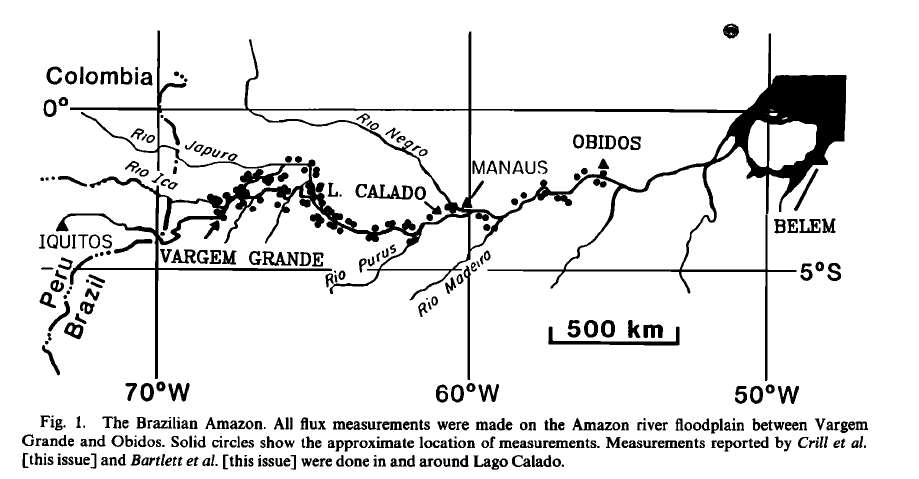 Colombia
0°
Rio Japura
Rio Negro
OBIDOS
MANAUS
Rio Ica
L. CALADO
IQUITOS
VARGEM GRANDE
BELEM
Rio Purus
Rio Madeira
5°S
Peru
Brazil
500 km
70°W
60°W
50°W
Fig. 1. The Brazilian Amazon. All flux measurements were made on the Amazon river floodplain between Vargem
Grande and Obidos. Solid circles show the approximate location of measurements. Measurements reported by Crill et al.
[this issue] and Bartlett et al. [this issue] were done in and around Lago Calado.